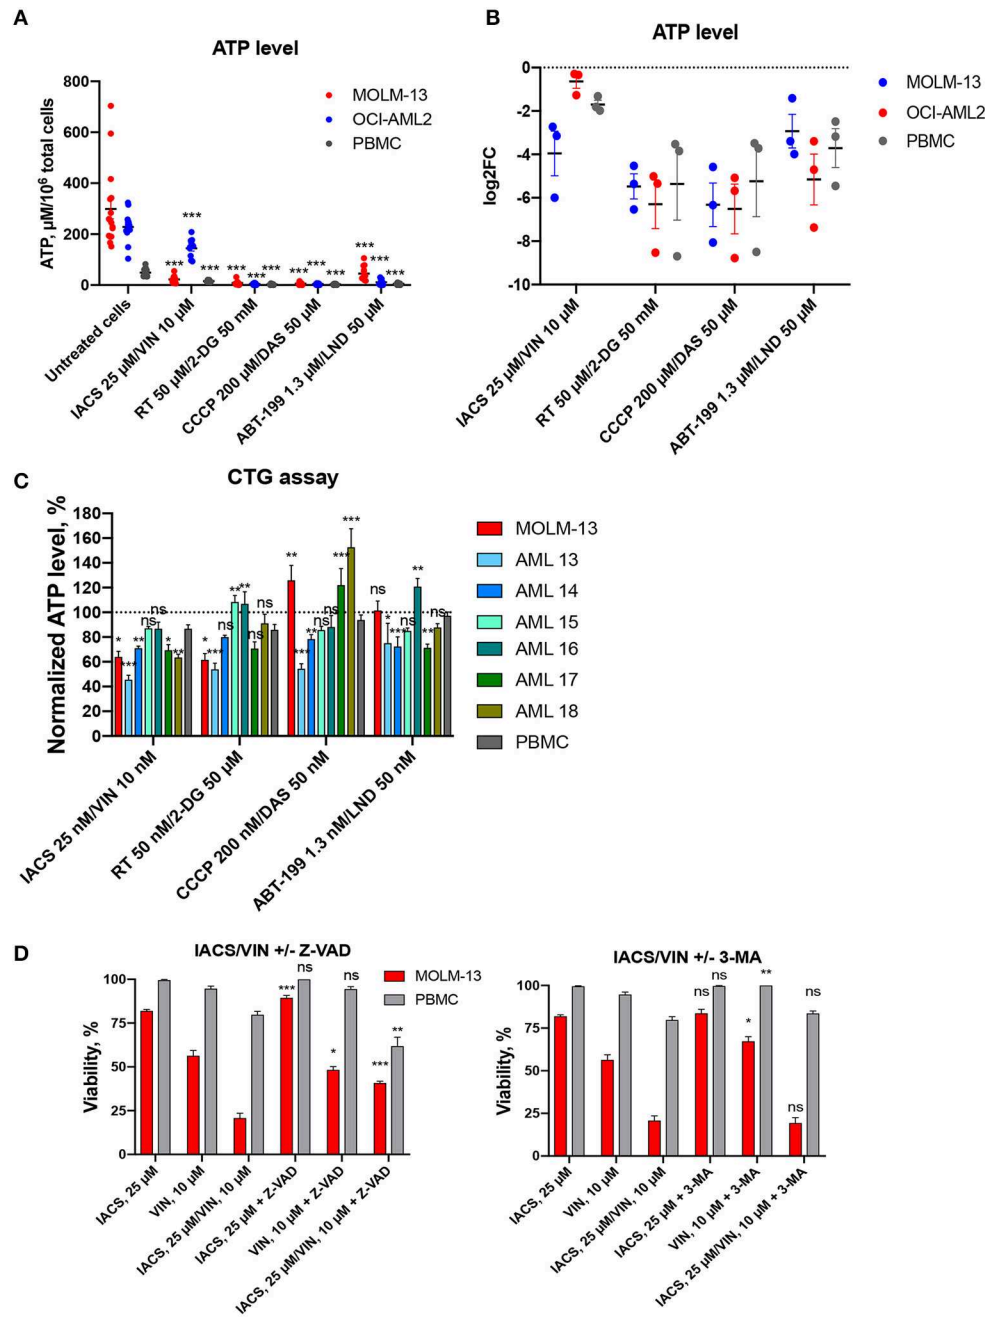 A
ATP level
ATP, µM/10⁶ total cells
800
600
400
200
0
MOLM-13
OCI-AML2
PBMC
***
***
***
***
***
***
***
***
***
***
***
***
Untreated cells
IACS 25 µM/VIN 10 µM
RT 50 µM/2-DG 50 mM
CCCP 200 µM/DAS 50 µM
ABT-199 1.3 µM/LND 50 µM
B
ATP level
log2FC
0
-2
-4
-6
-8
-10
MOLM-13
OCI-AML2
PBMC
IACS 25 µM/VIN 10 µM
RT 50 µM/2-DG 50 mM
CCCP 200 µM/DAS 50 µM
ABT-199 1.3 µM/LND 50 µM
C
CTG assay
Normalized ATP level, %
180
160
140
120
100
80
60
40
20
0
* *** ** ns ns * **
* *** ns ** ** ns ns
** *** ** ns ns *** ***
ns * *** ns ** ** ns
MOLM-13
AML 13
AML 14
AML 15
AML 16
AML 17
AML 18
PBMC
IACS 25 nM/VIN 10 nM
RT 50 nM/2-DG 50 µM
CCCP 200 nM/DAS 50 nM
ABT-199 1.3 nM/LND 50 nM
D
IACS/VIN +/- Z-VAD
Viability, %
100
75
50
25
0
*** ns * ns *** **
MOLM-13
PBMC
IACS, 25 µM
VIN, 10 µM
IACS, 25 µM/VIN, 10 µM
IACS, 25 µM + Z-VAD
VIN, 10 µM + Z-VAD
IACS, 25 µM/VIN, 10 µM + Z-VAD
IACS/VIN +/- 3-MA
Viability, %
100
75
50
25
0
ns ns * ** ns ns
IACS, 25 µM
VIN, 10 µM
IACS, 25 µM/VIN, 10 µM
IACS, 25 µM + 3-MA
VIN, 10 µM + 3-MA
IACS, 25 µM/VIN, 10 µM + 3-MA